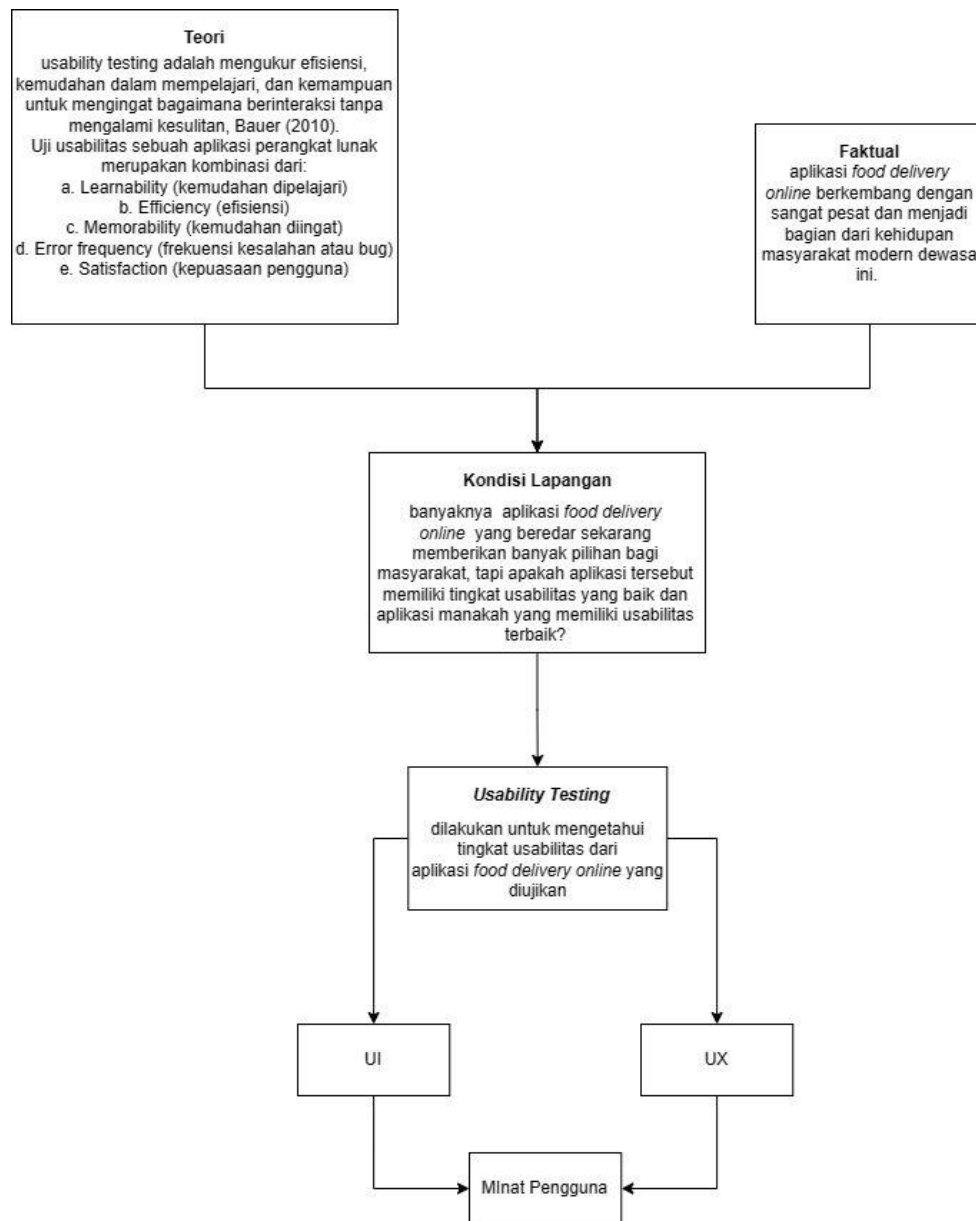 Teori
usability testing adalah mengukur efisiensi,
kemudahan dalam mempelajari, dan kemampuan
untuk mengingat bagaimana berinteraksi tanpa
mengalami kesulitan, Bauer (2010).
Uji usabilitas sebuah aplikasi perangkat lunak
merupakan kombinasi dari:
a. Learnability (kemudahan dipelajari)
b. Efficiency (efisiensi)
c. Memorability (kemudahan diingat)
d. Error frequency (frekuensi kesalahan atau bug)
e. Satisfaction (kepuasaan pengguna)
Faktual
aplikasi food delivery
online berkembang dengan
sangat pesat dan menjadi
bagian dari kehidupan
masyarakat modern dewasa
ini.
Kondisi Lapangan
banyaknya aplikasi food delivery
online yang beredar sekarang
memberikan banyak pilihan bagi
masyarakat, tapi apakah aplikasi tersebut
memiliki tingkat usabilitas yang baik dan
aplikasi manakah yang memiliki usabilitas
terbaik?
Usability Testing
dilakukan untuk mengetahui
tingkat usabilitas dari
aplikasi food delivery online yang
diujikan
UI
UX
MInat Pengguna